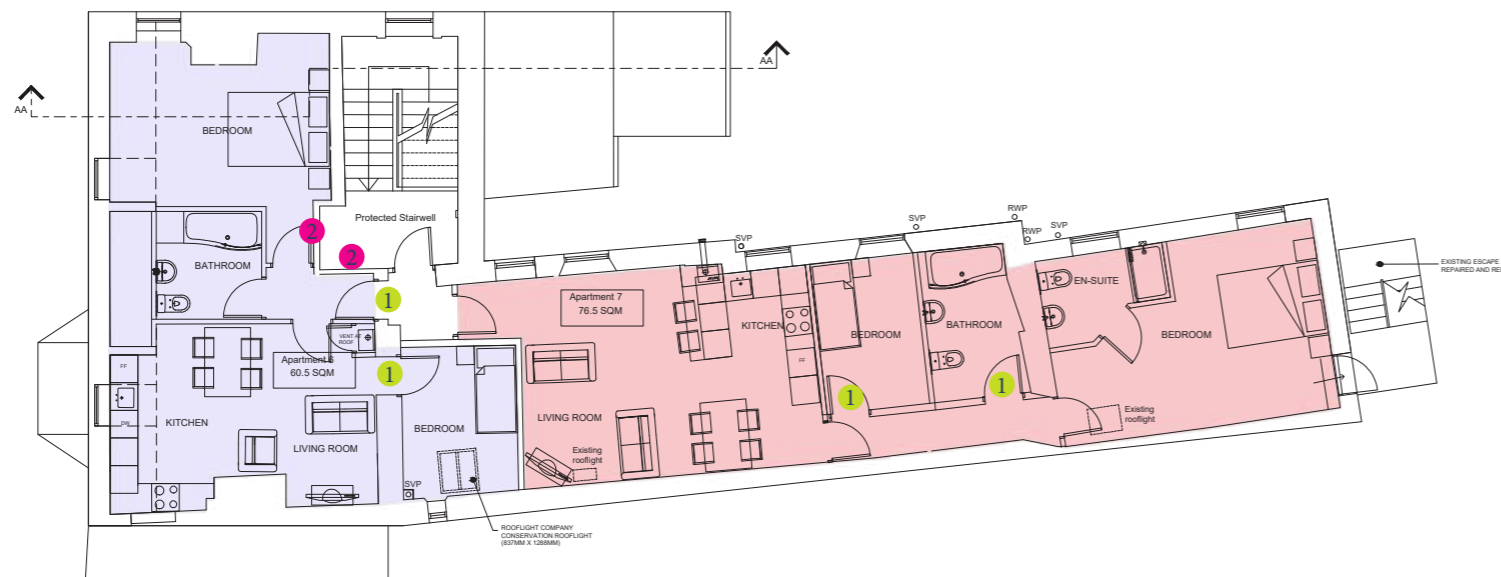 AA
AA
BEDROOM
Protected Stairwell
2
2
BATHROOM
1
VENT AT
ROOF
Apartment 6
60.5 SQM
1
FF
DW
KITCHEN
LIVING ROOM
BEDROOM
SVP
ROOFLIGHT COMPANY
CONSERVATION ROOFLIGHT
(837MM X 1288MM)
Apartment 7
76.5 SQM
KITCHEN
FF
LIVING ROOM
Existing
rooflight
SVP
SVP
RWP
RWP
SVP
BEDROOM
1
BATHROOM
1
EN-SUITE
BEDROOM
Existing
rooflight
EXISTING ESCAPE
REPAIRED AND